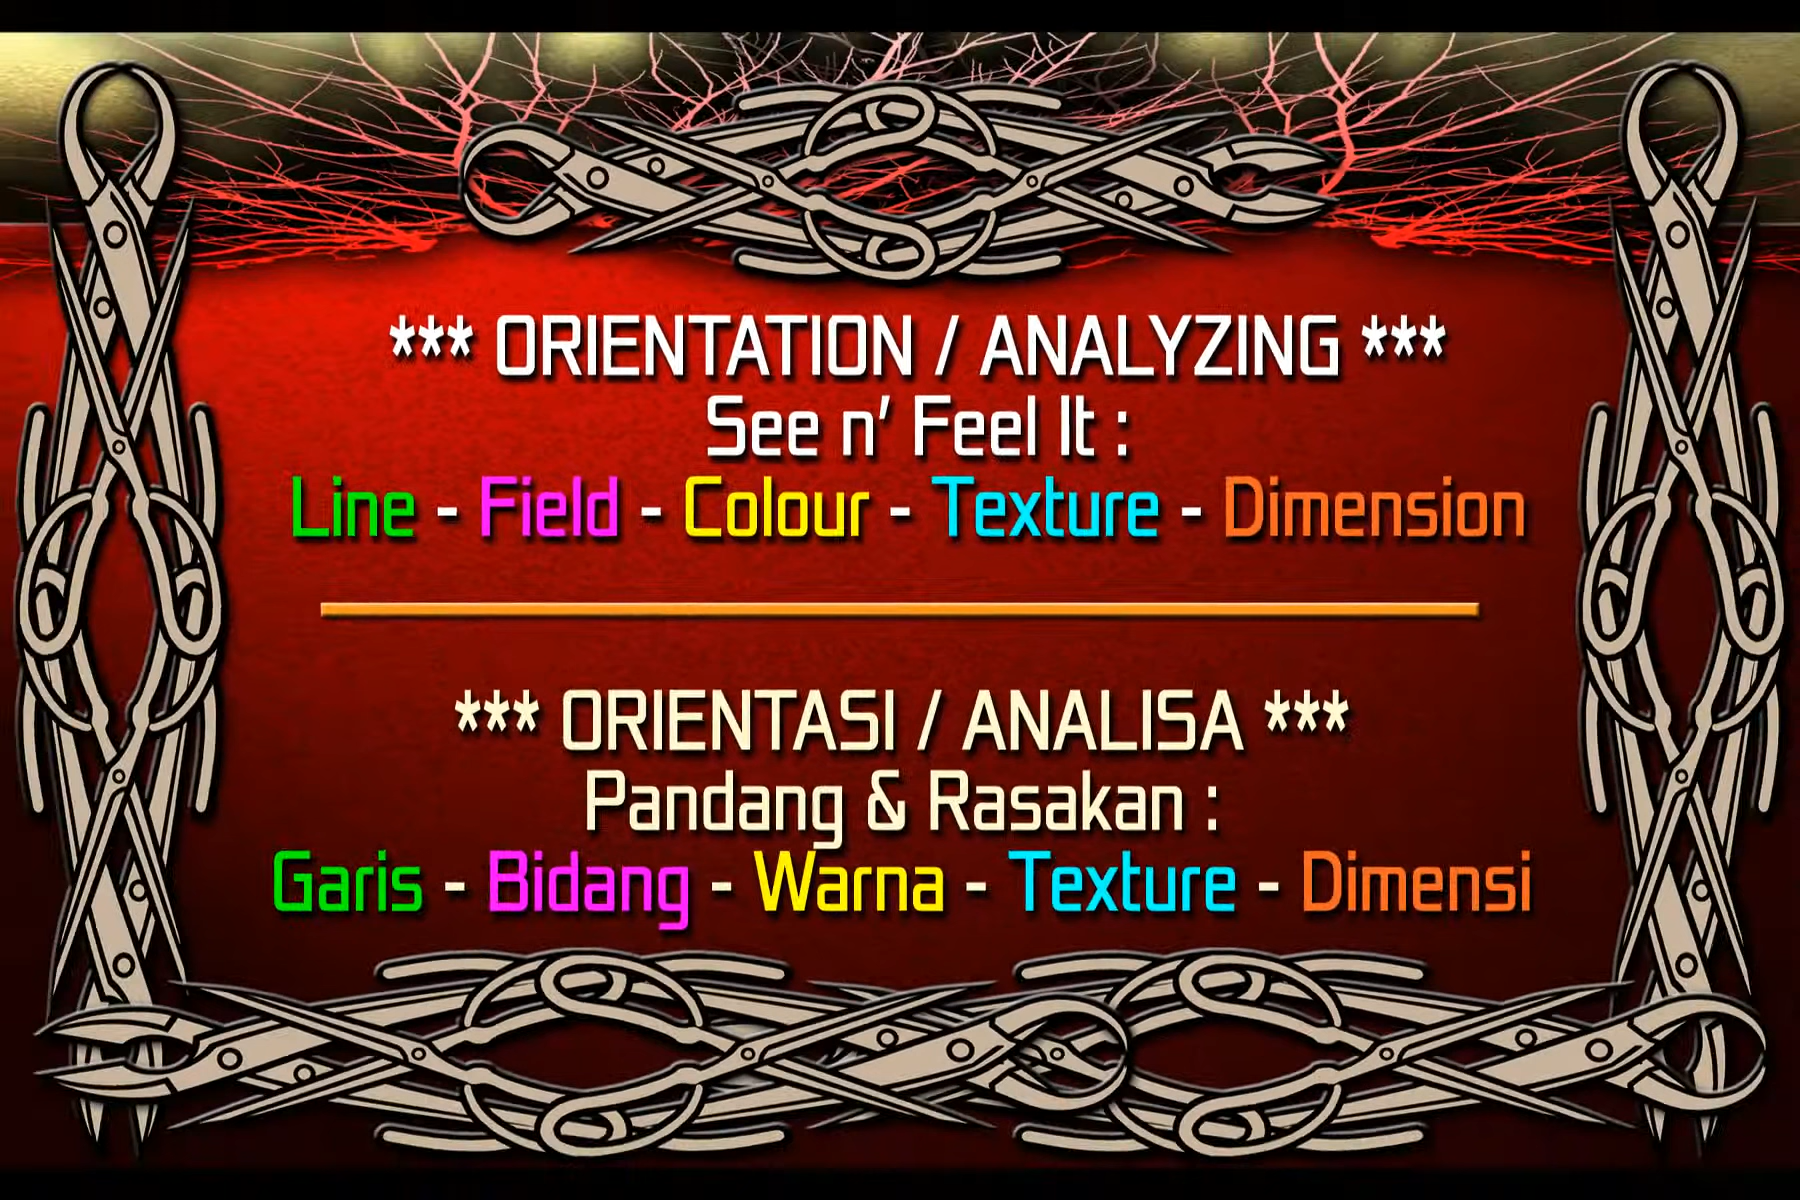 *** ORIENTATION / ANALYZING ***
See n' Feel It :
Line - Field - Colour - Texture - Dimension
*** ORIENTASI / ANALISA ***
Pandang & Rasakan :
Garis - Bidang - Warna - Texture - Dimensi